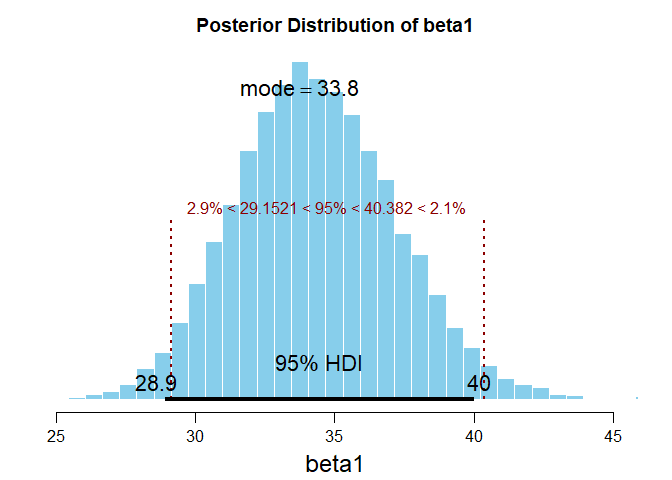 Posterior Distribution of beta1
mode = 33.8
2.9% < 29.1521 < 95% < 40.382 < 2.1%
95% HDI
28.9 40
25 30 35 40 45
beta1